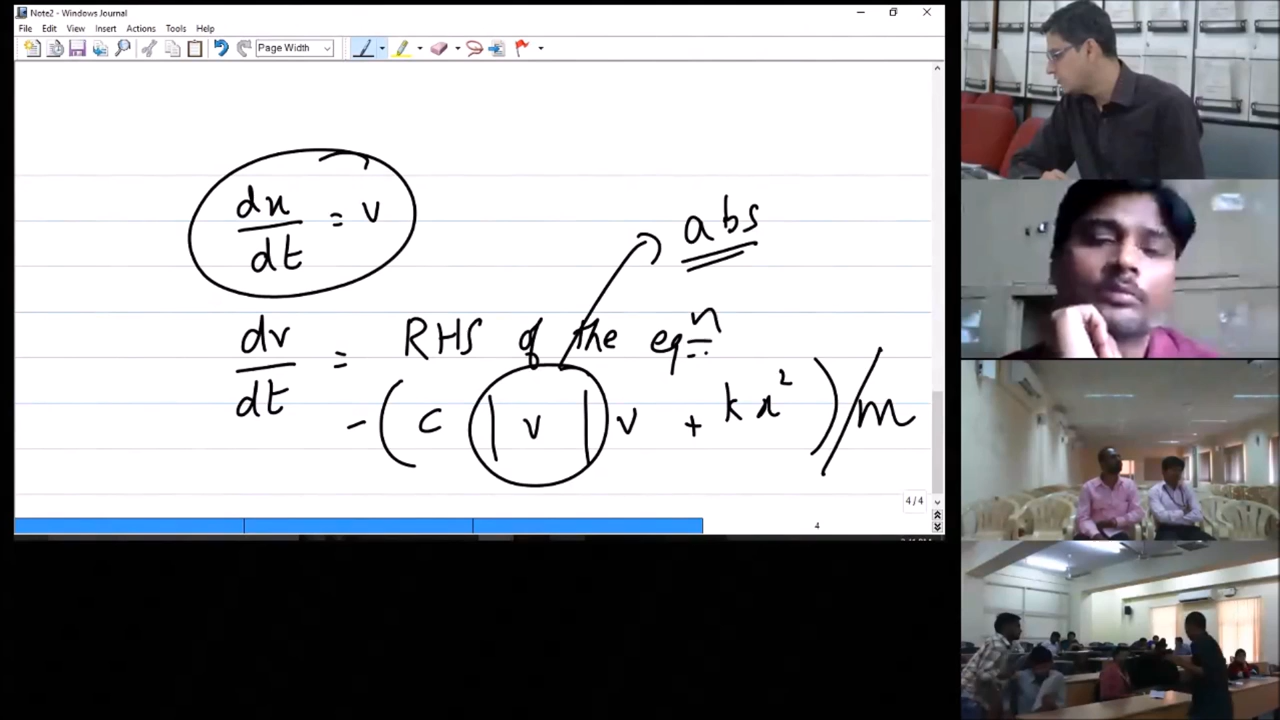 Note2 - Windows Journal
File Edit View Insert Actions Tools Help
Page Width
dx/dt = v
abs
dv/dt = RHS of the eqn
- (c |v| v + kx²)/m
4/4
4